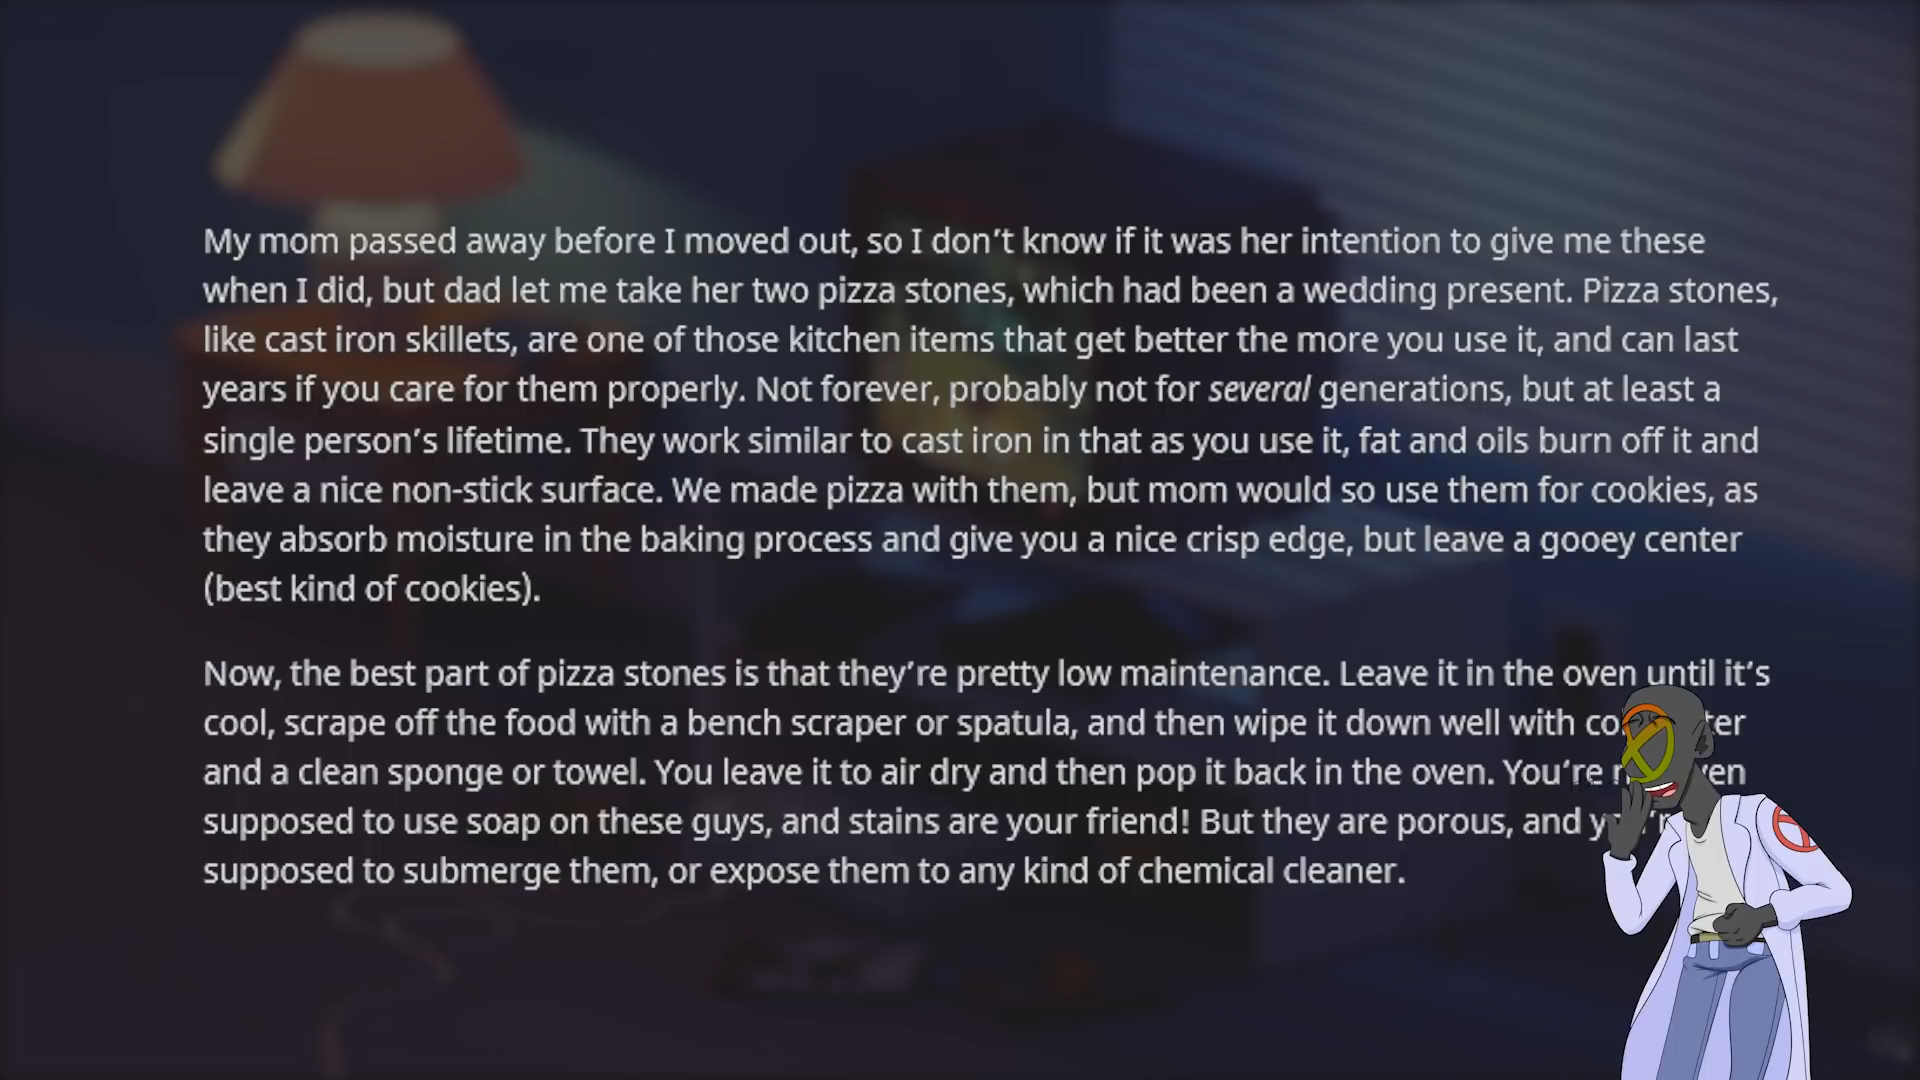 My mom passed away before I moved out, so I don't know if it was her intention to give me these
when I did, but dad let me take her two pizza stones, which had been a wedding present. Pizza stones,
like cast iron skillets, are one of those kitchen items that get better the more you use it, and can last
years if you care for them properly. Not forever, probably not for several generations, but at least a
single person's lifetime. They work similar to cast iron in that as you use it, fat and oils burn off it and
leave a nice non-stick surface. We made pizza with them, but mom would so use them for cookies, as
they absorb moisture in the baking process and give you a nice crisp edge, but leave a gooey center
(best kind of cookies).
Now, the best part of pizza stones is that they're pretty low maintenance. Leave it in the oven until it's
cool, scrape off the food with a bench scraper or spatula, and then wipe it down well with
and a clean sponge or towel. You leave it to air dry and then pop it back in the oven. You're
supposed to use soap on these guys, and stains are your friend! But they are porous, and
supposed to submerge them, or expose them to any kind of chemical cleaner.